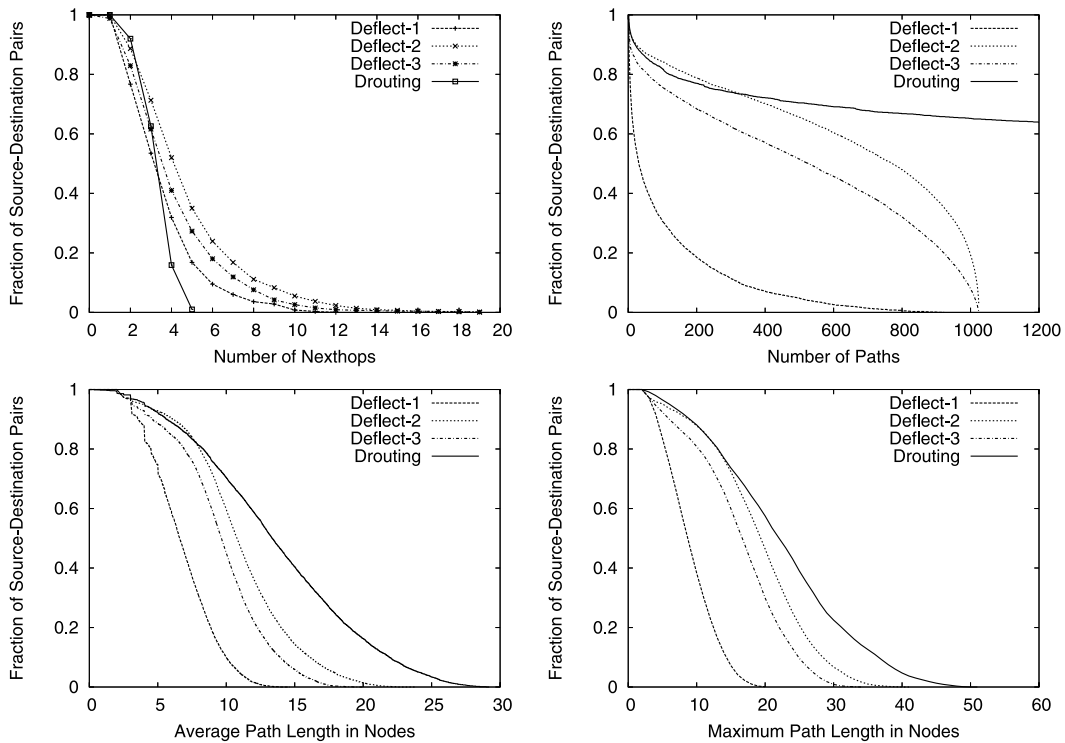 Fraction of Source-Destination Pairs
1
0.8
0.6
0.4
0.2
0
0 2 4 6 8 10 12 14 16 18 20
Number of Nexthops
Deflect-1
Deflect-2
Deflect-3
Drouting
Fraction of Source-Destination Pairs
1
0.8
0.6
0.4
0.2
0
0 200 400 600 800 1000 1200
Number of Paths
Deflect-1
Deflect-2
Deflect-3
Drouting
Fraction of Source-Destination Pairs
1
0.8
0.6
0.4
0.2
0
0 5 10 15 20 25 30
Average Path Length in Nodes
Deflect-1
Deflect-2
Deflect-3
Drouting
Fraction of Source-Destination Pairs
1
0.8
0.6
0.4
0.2
0
0 10 20 30 40 50 60
Maximum Path Length in Nodes
Deflect-1
Deflect-2
Deflect-3
Drouting